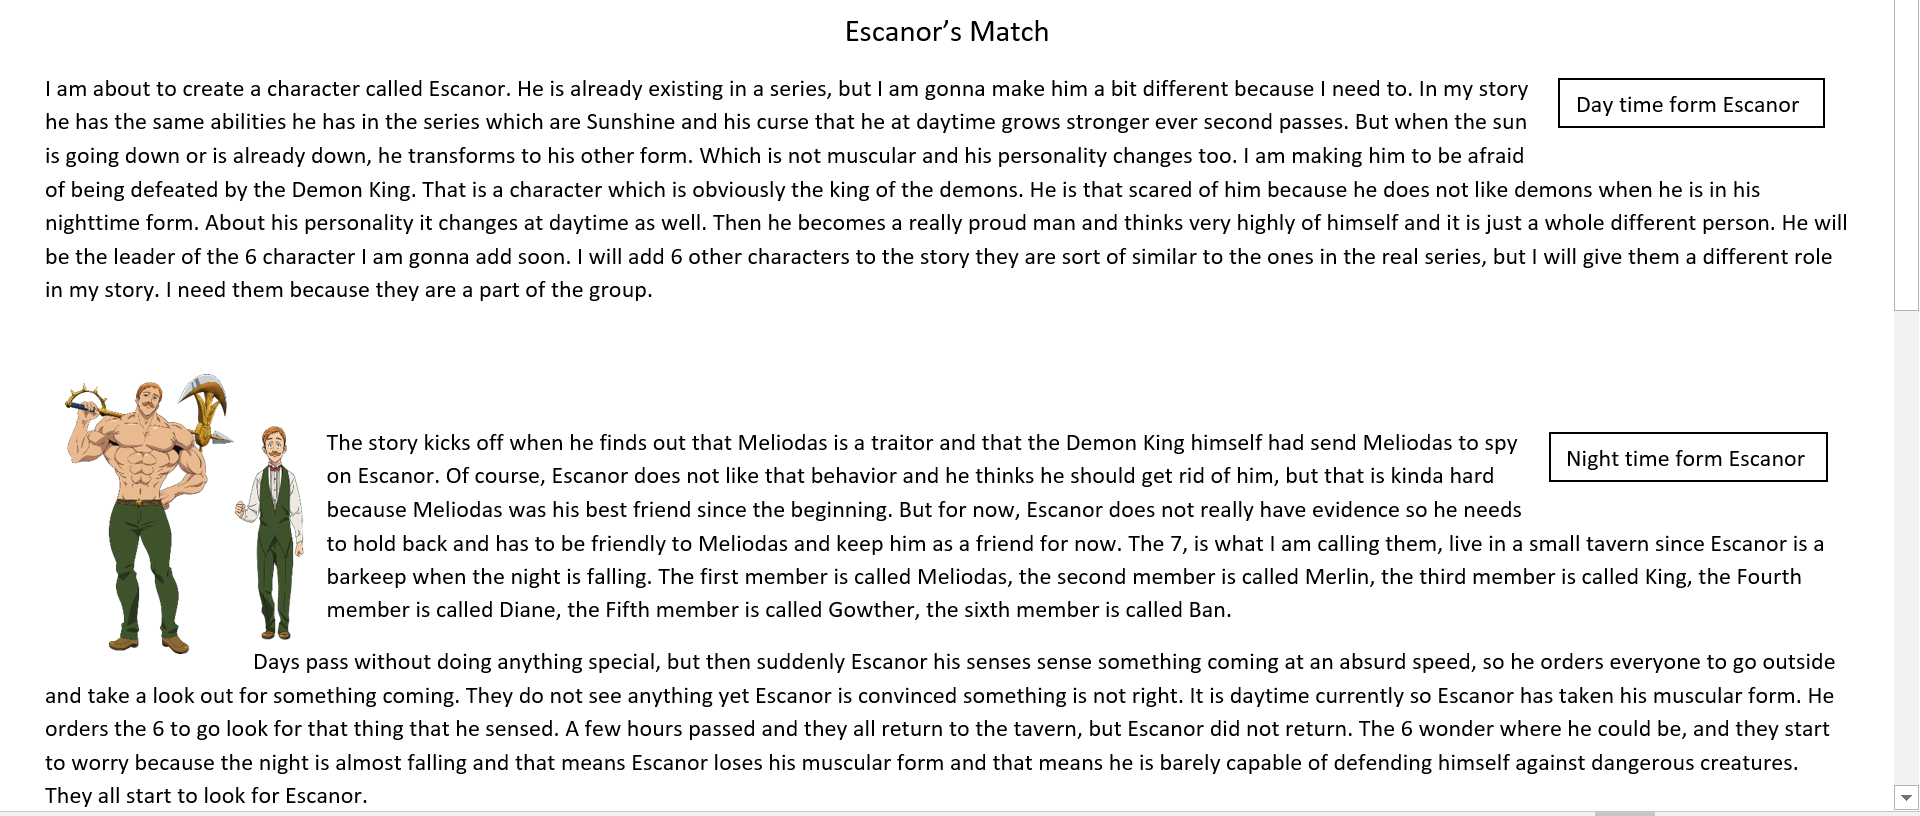 Escanor’s Match
I am about to create a character called Escanor. He is already existing in a series, but I am gonna make him a bit different because I need to. In my story
he has the same abilities he has in the series which are Sunshine and his curse that he at daytime grows stronger ever second passes. But when the sun
is going down or is already down, he transforms to his other form. Which is not muscular and his personality changes too. I am making him to be afraid
of being defeated by the Demon King. That is a character which is obviously the king of the demons. He is that scared of him because he does not like demons when he is in his
nighttime form. About his personality it changes at daytime as well. Then he becomes a really proud man and thinks very highly of himself and it is just a whole different person. He will
be the leader of the 6 character I am gonna add soon. I will add 6 other characters to the story they are sort of similar to the ones in the real series, but I will give them a different role
in my story. I need them because they are a part of the group.
Day time form Escanor
The story kicks off when he finds out that Meliodas is a traitor and that the Demon King himself had send Meliodas to spy
on Escanor. Of course, Escanor does not like that behavior and he thinks he should get rid of him, but that is kinda hard
because Meliodas was his best friend since the beginning. But for now, Escanor does not really have evidence so he needs
to hold back and has to be friendly to Meliodas and keep him as a friend for now. The 7, is what I am calling them, live in a small tavern since Escanor is a
barkeep when the night is falling. The first member is called Meliodas, the second member is called Merlin, the third member is called King, the Fourth
member is called Diane, the Fifth member is called Gowther, the sixth member is called Ban.
Night time form Escanor
Days pass without doing anything special, but then suddenly Escanor his senses sense something coming at an absurd speed, so he orders everyone to go outside
and take a look out for something coming. They do not see anything yet Escanor is convinced something is not right. It is daytime currently so Escanor has taken his muscular form. He
orders the 6 to go look for that thing that he sensed. A few hours passed and they all return to the tavern, but Escanor did not return. The 6 wonder where he could be, and they start
to worry because the night is almost falling and that means Escanor loses his muscular form and that means he is barely capable of defending himself against dangerous creatures.
They all start to look for Escanor.